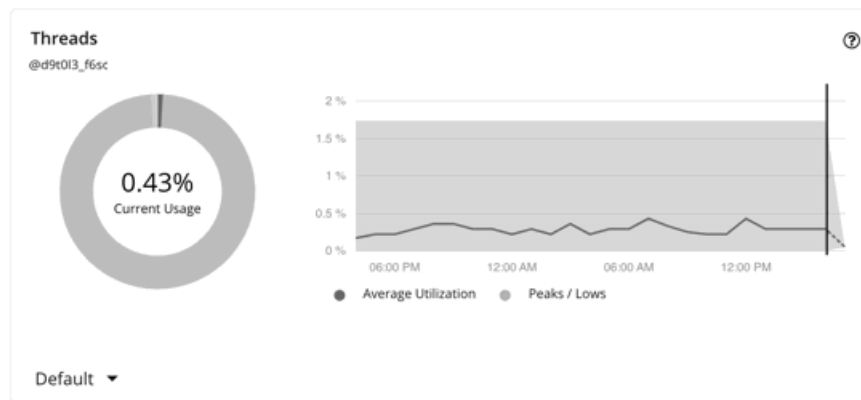 Threads
@d9t0l3_f6sc
0.43%
Current Usage
2 %
1.5 %
1 %
0.5 %
0 %
06:00 PM 12:00 AM 06:00 AM 12:00 PM
Average Utilization Peaks / Lows
Default